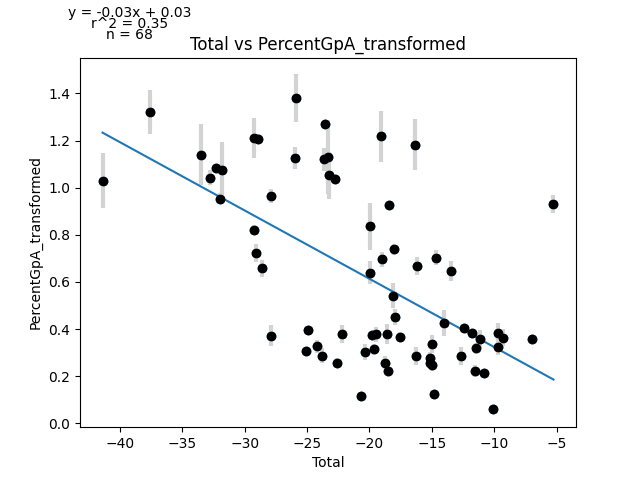 y = -0.03x + 0.03
r^2 = 0.35
n = 68
Total vs PercentGpA_transformed
PercentGpA_transformed
1.4
1.2
1.0
0.8
0.6
0.4
0.2
0.0
−40 −35 −30 −25 −20 −15 −10 −5
Total